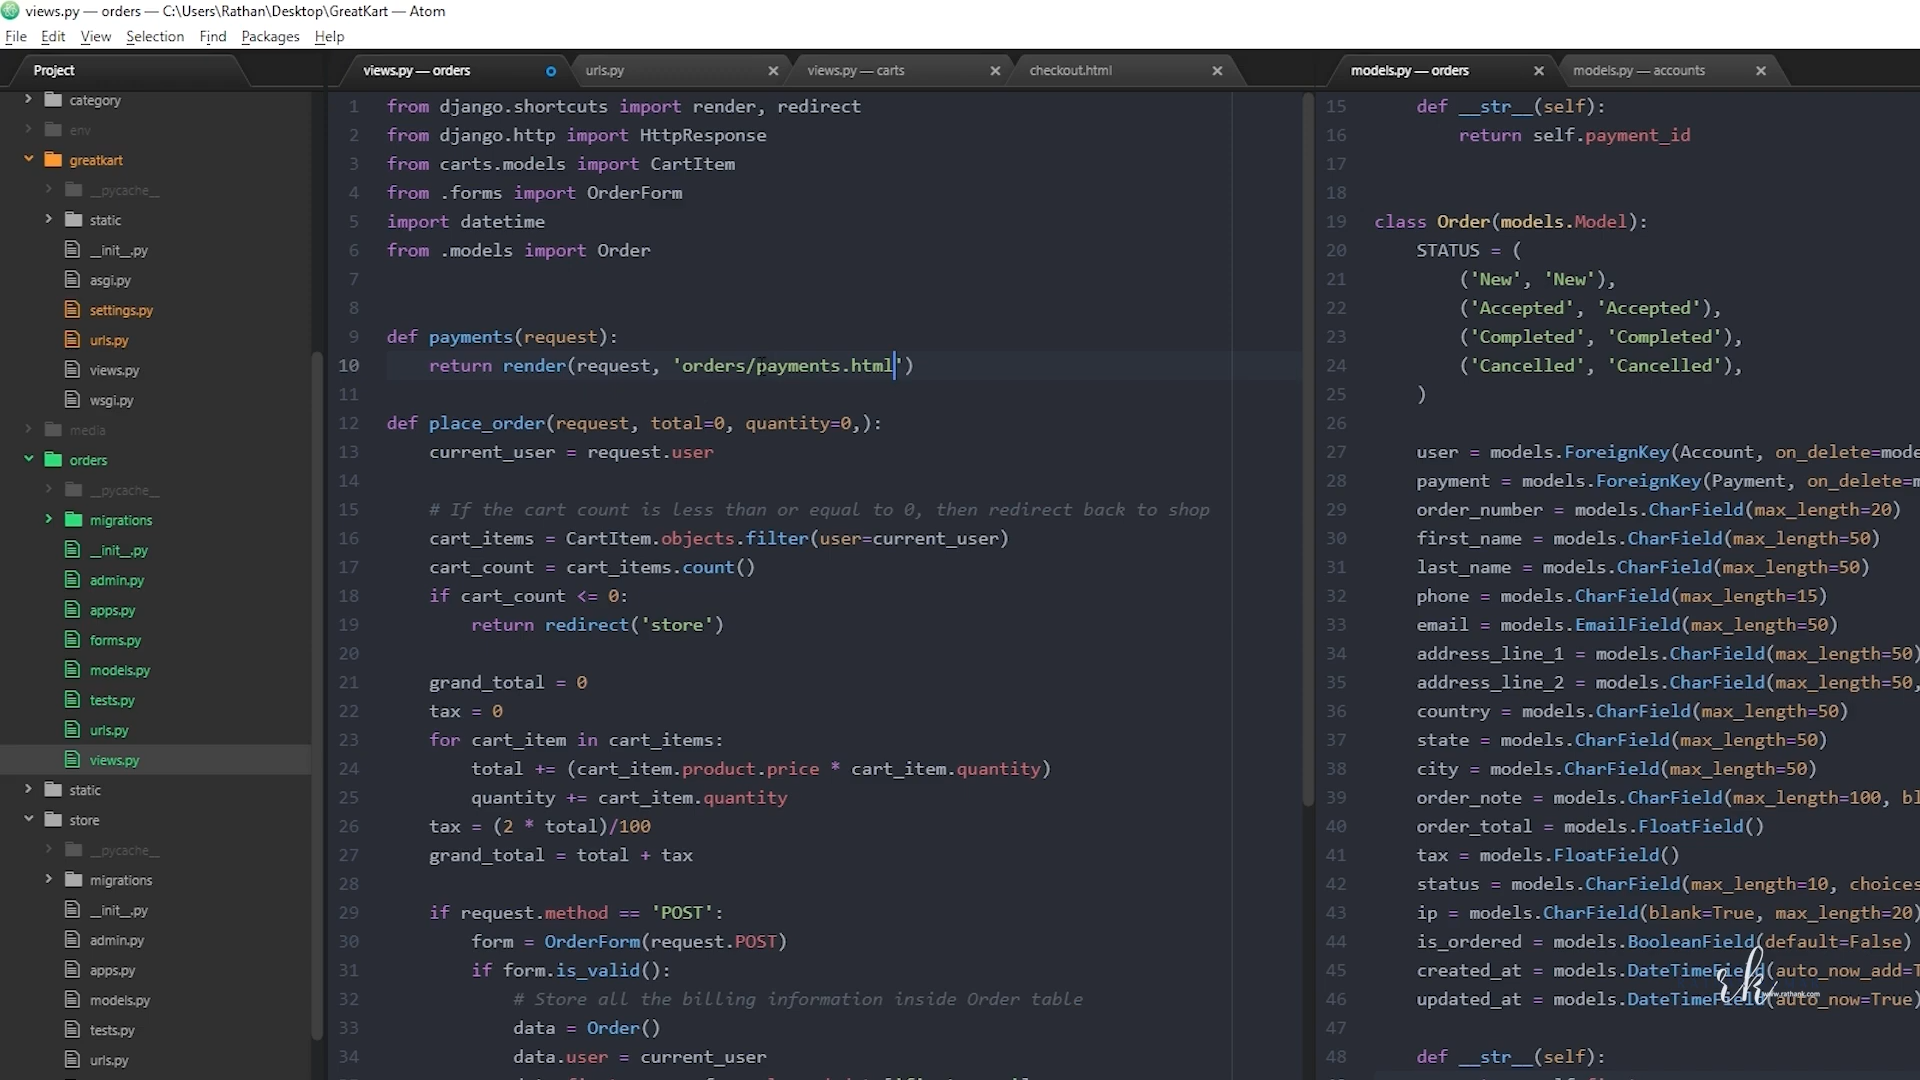 views.py — orders — C:\Users\Rathan\Desktop\GreatKart — Atom
File Edit View Selection Find Packages Help
Project
category
env
greatkart
__pycache__
static
__init__.py
asgi.py
settings.py
urls.py
views.py
wsgi.py
media
orders
__pycache__
migrations
__init__.py
admin.py
apps.py
forms.py
models.py
tests.py
urls.py
views.py
static
store
__pycache__
migrations
__init__.py
admin.py
apps.py
models.py
tests.py
urls.py
views.py — orders urls.py views.py — carts checkout.html
1 from django.shortcuts import render, redirect
2 from django.http import HttpResponse
3 from carts.models import CartItem
4 from .forms import OrderForm
5 import datetime
6 from .models import Order
7
8
9 def payments(request):
10 return render(request, 'orders/payments.html')
11
12 def place_order(request, total=0, quantity=0,):
13 current_user = request.user
14
15 # If the cart count is less than or equal to 0, then redirect back to shop
16 cart_items = CartItem.objects.filter(user=current_user)
17 cart_count = cart_items.count()
18 if cart_count <= 0:
19 return redirect('store')
20
21 grand_total = 0
22 tax = 0
23 for cart_item in cart_items:
24 total += (cart_item.product.price * cart_item.quantity)
25 quantity += cart_item.quantity
26 tax = (2 * total)/100
27 grand_total = total + tax
28
29 if request.method == 'POST':
30 form = OrderForm(request.POST)
31 if form.is_valid():
32 # Store all the billing information inside Order table
33 data = Order()
34 data.user = current_user
models.py — orders models.py — accounts
15 def __str__(self):
16 return self.payment_id
17
18
19 class Order(models.Model):
20 STATUS = (
21 ('New', 'New'),
22 ('Accepted', 'Accepted'),
23 ('Completed', 'Completed'),
24 ('Cancelled', 'Cancelled'),
25 )
26
27 user = models.ForeignKey(Account, on_delete=mode
28 payment = models.ForeignKey(Payment, on_delete=m
29 order_number = models.CharField(max_length=20)
30 first_name = models.CharField(max_length=50)
31 last_name = models.CharField(max_length=50)
32 phone = models.CharField(max_length=15)
33 email = models.EmailField(max_length=50)
34 address_line_1 = models.CharField(max_length=50)
35 address_line_2 = models.CharField(max_length=50,
36 country = models.CharField(max_length=50)
37 state = models.CharField(max_length=50)
38 city = models.CharField(max_length=50)
39 order_note = models.CharField(max_length=100, bl
40 order_total = models.FloatField()
41 tax = models.FloatField()
42 status = models.CharField(max_length=10, choices
43 ip = models.CharField(blank=True, max_length=20)
44 is_ordered = models.BooleanField(default=False)
45 created_at = models.DateTimeField(auto_now_add=T
46 updated_at = models.DateTimeField(auto_now=True)
47
48 def __str__(self):
rk
www.rathank.com